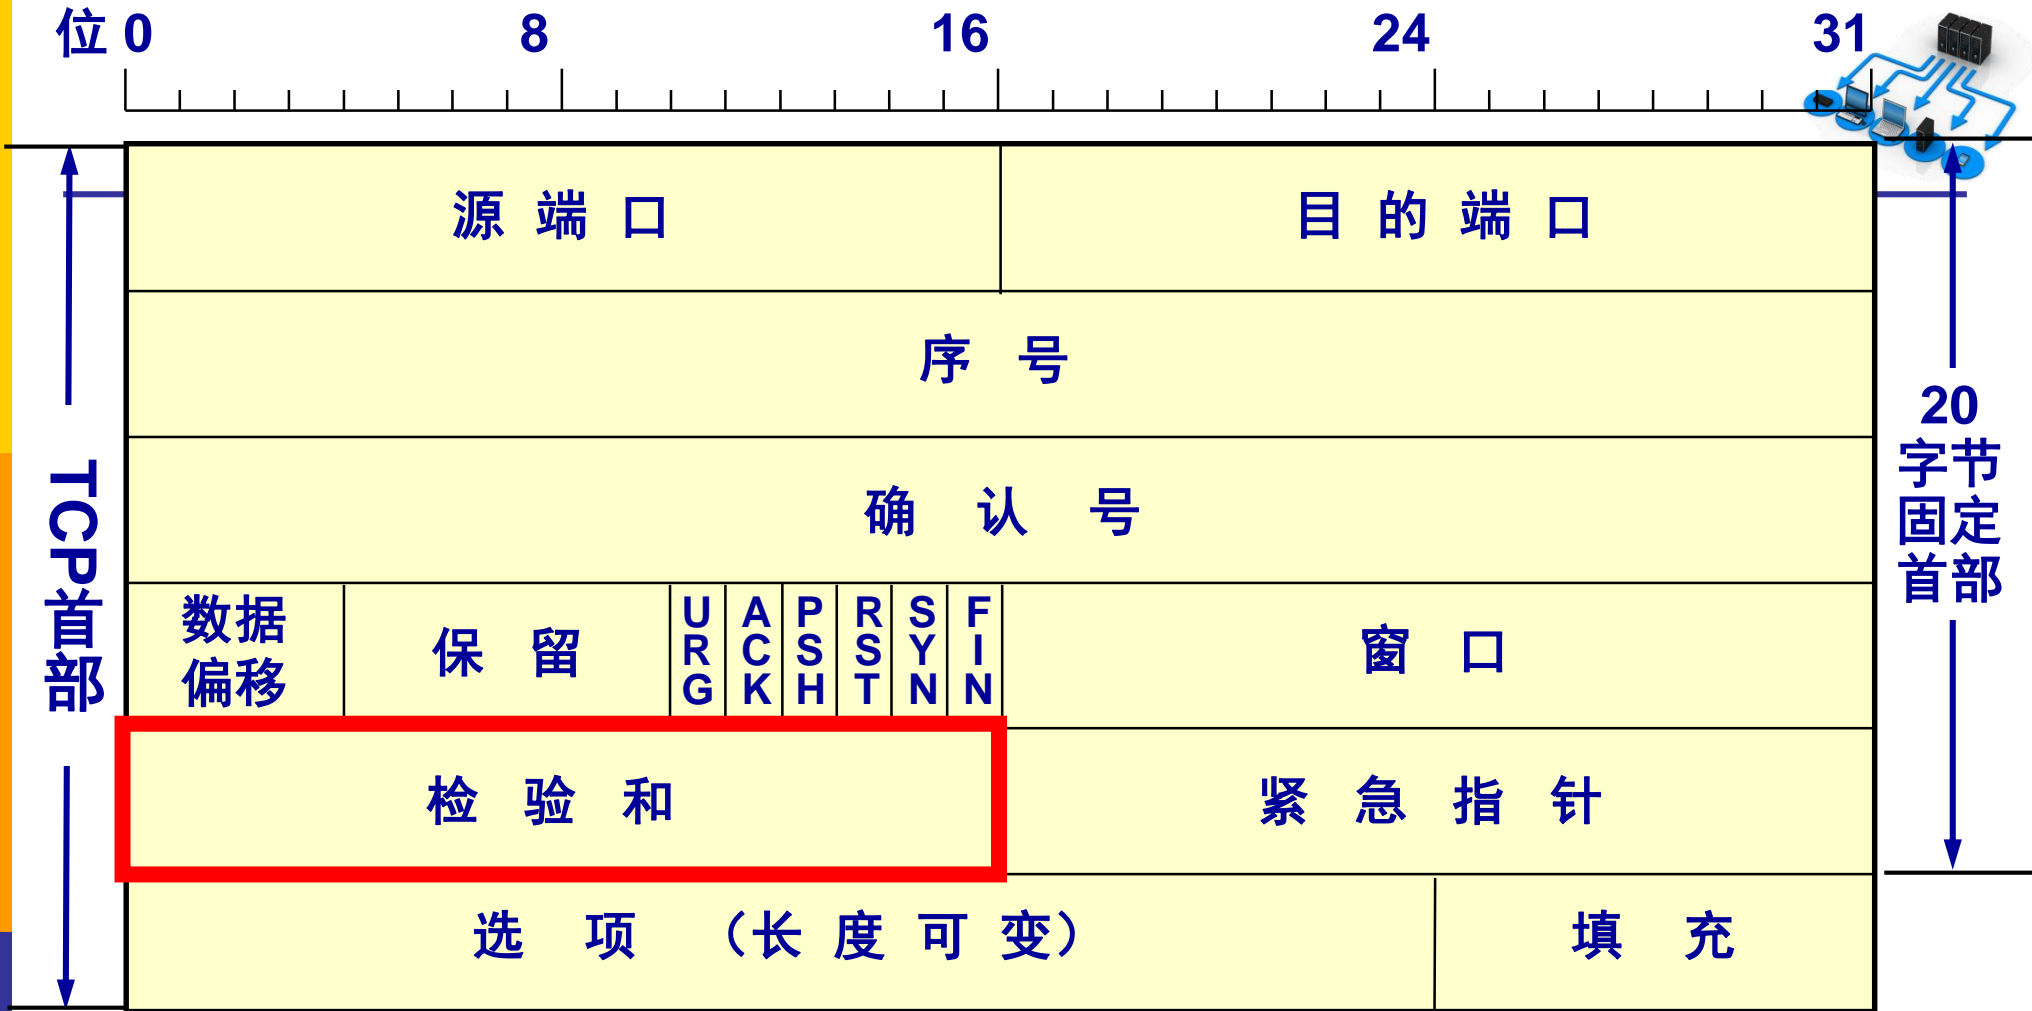 位 0 8 16 24 31
源 端 口 目 的 端 口
序 号
确 认 号
数据
偏移
保 留
URG
ACK
PSH
RST
SYN
FIN
窗 口
检 验 和 紧 急 指 针
选 项 （长 度 可 变） 填 充
TCP首部
20
字节
固定
首部